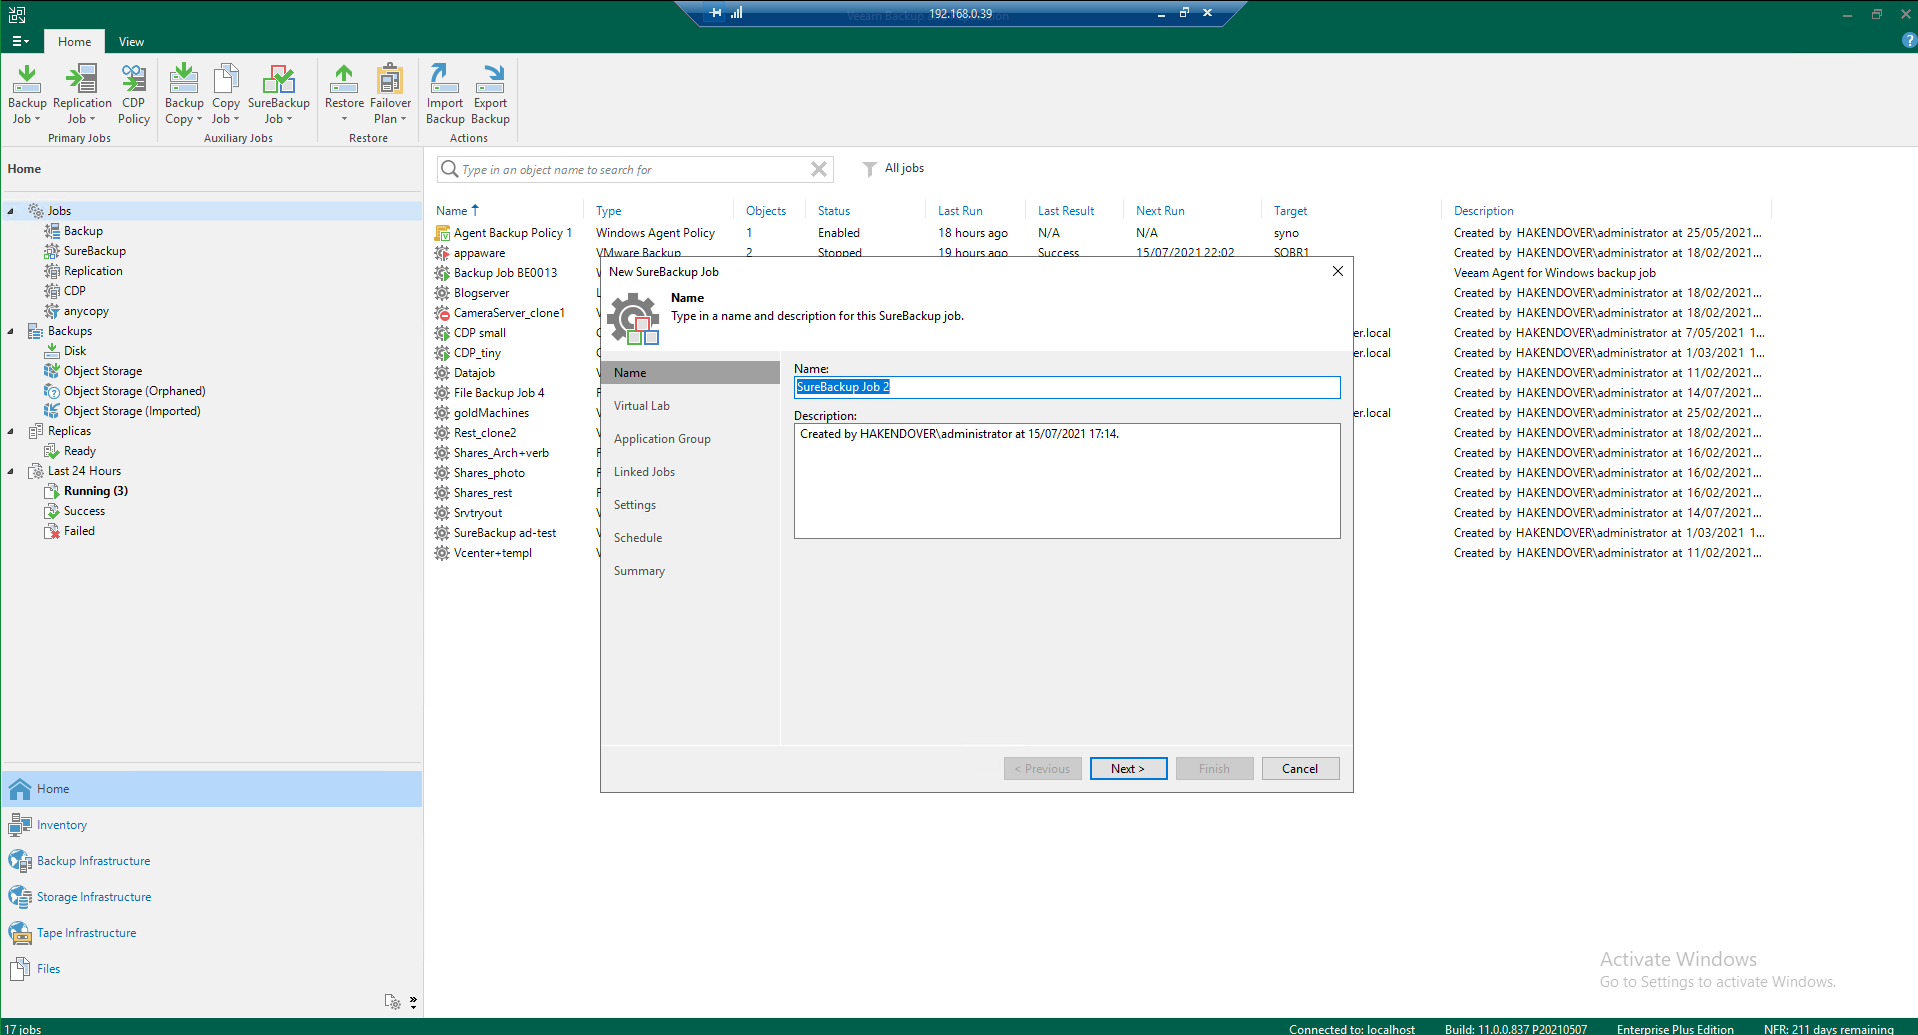 192.168.0.39
Home
View
Backup Job
Replication Job
CDP Policy
Primary Jobs
Backup Copy
Copy Job
SureBackup Job
Auxiliary Jobs
Restore
Failover Plan
Restore
Import Backup
Export Backup
Actions
Home
Type in an object name to search for
All jobs
Jobs
Backup
SureBackup
Replication
CDP
anycopy
Backups
Disk
Object Storage
Object Storage (Orphaned)
Object Storage (Imported)
Replicas
Ready
Last 24 Hours
Running (3)
Success
Failed
Home
Inventory
Backup Infrastructure
Storage Infrastructure
Tape Infrastructure
Files
Name Type Objects Status Last Run Last Result Next Run Target Description
Agent Backup Policy 1 Windows Agent Policy 1 Enabled 18 hours ago N/A N/A syno Created by HAKENDOVER\administrator at 25/05/2021...
appaware VMware Backup 2 Stopped 19 hours ago Success 15/07/2021 22:02 SOBR1 Created by HAKENDOVER\administrator at 18/02/2021...
Backup Job BE0013 Veeam Agent for Windows backup job
Blogserver Created by HAKENDOVER\administrator at 18/02/2021...
CameraServer_clone1 Created by HAKENDOVER\administrator at 18/02/2021...
CDP small er.local Created by HAKENDOVER\administrator at 7/05/2021 1...
CDP_tiny er.local Created by HAKENDOVER\administrator at 1/03/2021 1...
Datajob Created by HAKENDOVER\administrator at 11/02/2021...
File Backup Job 4 Created by HAKENDOVER\administrator at 14/07/2021...
goldMachines er.local Created by HAKENDOVER\administrator at 25/02/2021...
Rest_clone2 Created by HAKENDOVER\administrator at 18/02/2021...
Shares_Arch+verb Created by HAKENDOVER\administrator at 16/02/2021...
Shares_photo Created by HAKENDOVER\administrator at 16/02/2021...
Shares_rest Created by HAKENDOVER\administrator at 16/02/2021...
Srvtryout Created by HAKENDOVER\administrator at 14/07/2021...
SureBackup ad-test Created by HAKENDOVER\administrator at 1/03/2021 1...
Vcenter+templ Created by HAKENDOVER\administrator at 11/02/2021...
New SureBackup Job
Name
Type in a name and description for this SureBackup job.
Name
Virtual Lab
Application Group
Linked Jobs
Settings
Schedule
Summary
Name:
SureBackup Job 2
Description:
Created by HAKENDOVER\administrator at 15/07/2021 17:14.
< Previous
Next >
Finish
Cancel
Activate Windows
Go to Settings to activate Windows.
17 jobs
Connected to: localhost
Build: 11.0.0.837 P20210507
Enterprise Plus Edition
NFR: 211 days remaining